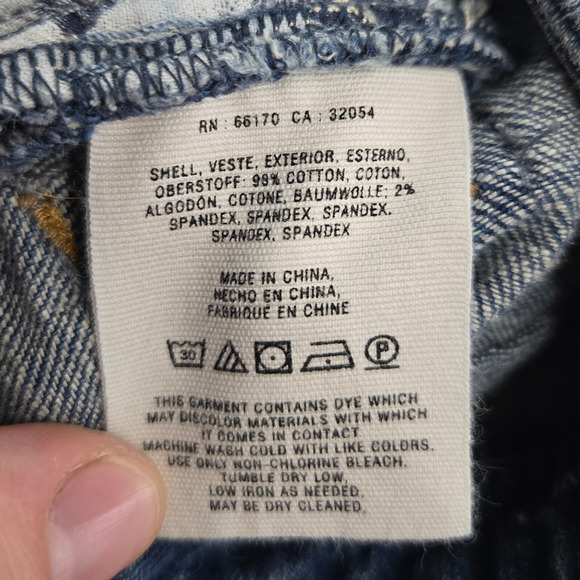 RN : 66170 CA : 32054
SHELL, VESTE, EXTERIOR, ESTERNO,
OBERSTOFF: 98% COTTON, COTON,
ALGODÓN, COTONE, BAUMWOLLE; 2%
SPANDEX, SPANDEX, SPANDEX,
SPANDEX, SPANDEX
MADE IN CHINA,
HECHO EN CHINA,
FABRIQUE EN CHINE
30 P
THIS GARMENT CONTAINS DYE WHICH
MAY DISCOLOR MATERIALS WITH WHICH
IT COMES IN CONTACT
MACHINE WASH COLD WITH LIKE COLORS.
USE ONLY NON-CHLORINE BLEACH.
TUMBLE DRY LOW,
LOW IRON AS NEEDED,
MAY BE DRY CLEANED,